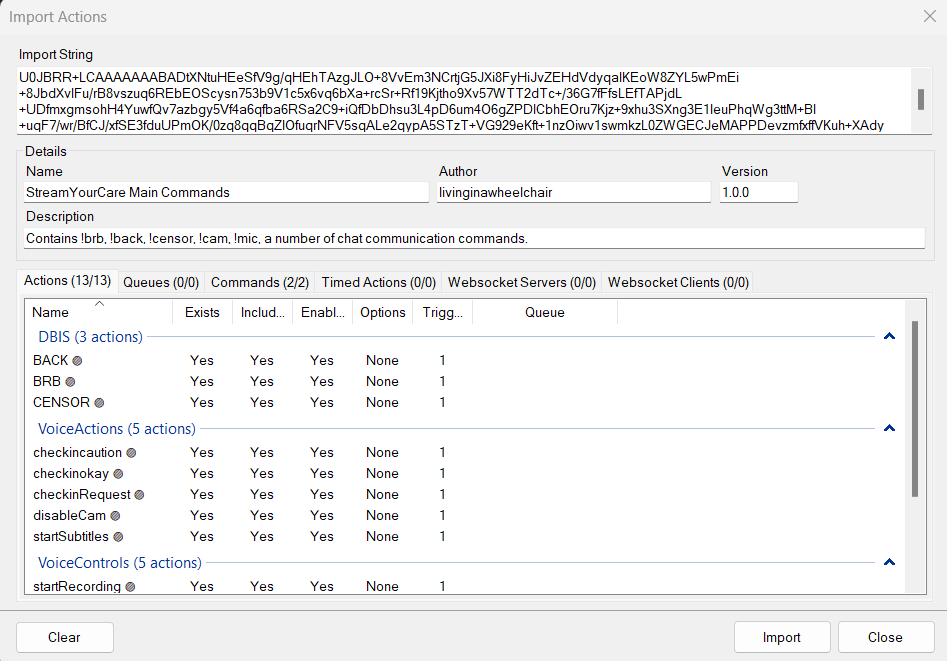 Import Actions
Import String
U0JBRR+LCAAAAAAABADtXNtuHEeSfV9g/qHEhTAzgJLO+8VvEm3NCrtjG5JXi8FyHiJvZEHdVdyqalKEoW8ZYL5wPmEi
+8JbdXvIFu/rB8vszuq6REbEOScysn753b9V1c5x6vq6bXa+rcSr+Rf19Kjtho9Xv57WTT2dTc+/36G7fFfsLEfTAPjdL
+UDfmxgmsohH4YuwfQv7azbgy5Vf4a6qfba6RSa2C9+iQfDbDhsu3L4pD6um4O6gZPDlCbhEOru7Kjz+9xhu3SXng3E1leuPhqWg3ttM+Bl
+uqF7/wr/BfCJ/xfSE3fduUPmOK/0zq8qqBqZlOfuqrNFV5sqALe2qypA5STzT+VG929eKft+1nzOiwv1swmkzL0ZWGECJeMAPPDevzmfxffVKuh+XAdy
Details
Name
Author
Version
StreamYourCare Main Commands
livinginawheelchair
1.0.0
Description
Contains !brb, !back, !censor, !cam, !mic, a number of chat communication commands.
Actions (13/13) Queues (0/0) Commands (2/2) Timed Actions (0/0) Websocket Servers (0/0) Websocket Clients (0/0)
Name Exists Includ... Enabl... Options Trigg... Queue
DBIS (3 actions)
BACK Yes Yes Yes None 1
BRB Yes Yes Yes None 1
CENSOR Yes Yes Yes None 1
VoiceActions (5 actions)
checkincaution Yes Yes Yes None 1
checkinokay Yes Yes Yes None 1
checkinRequest Yes Yes Yes None 1
disableCam Yes Yes Yes None 1
startSubtitles Yes Yes Yes None 1
VoiceControls (5 actions)
startRecording Yes Yes Yes None 1
Clear
Import
Close